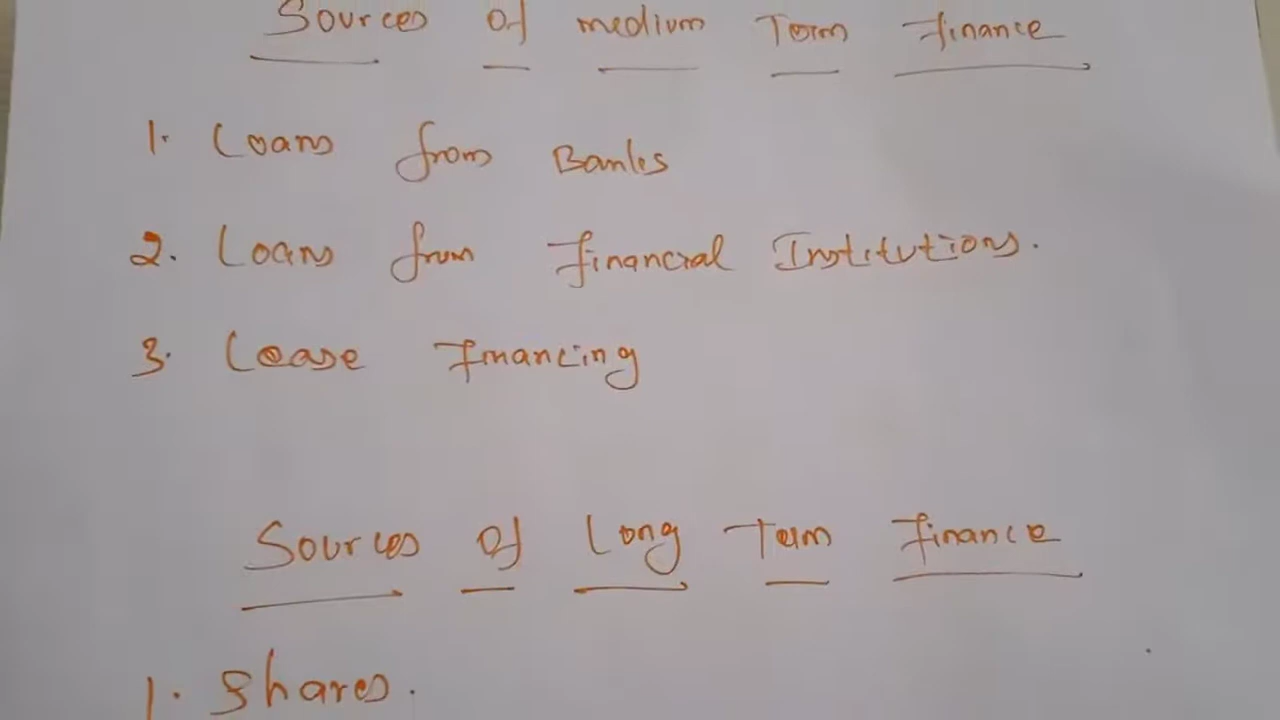 Sources Of medium Term Finance
1. Loans from Banks
2. Loans from Financial Institutions.
3. Lease Financing
Sources Of Long Term Finance
1. Shares.